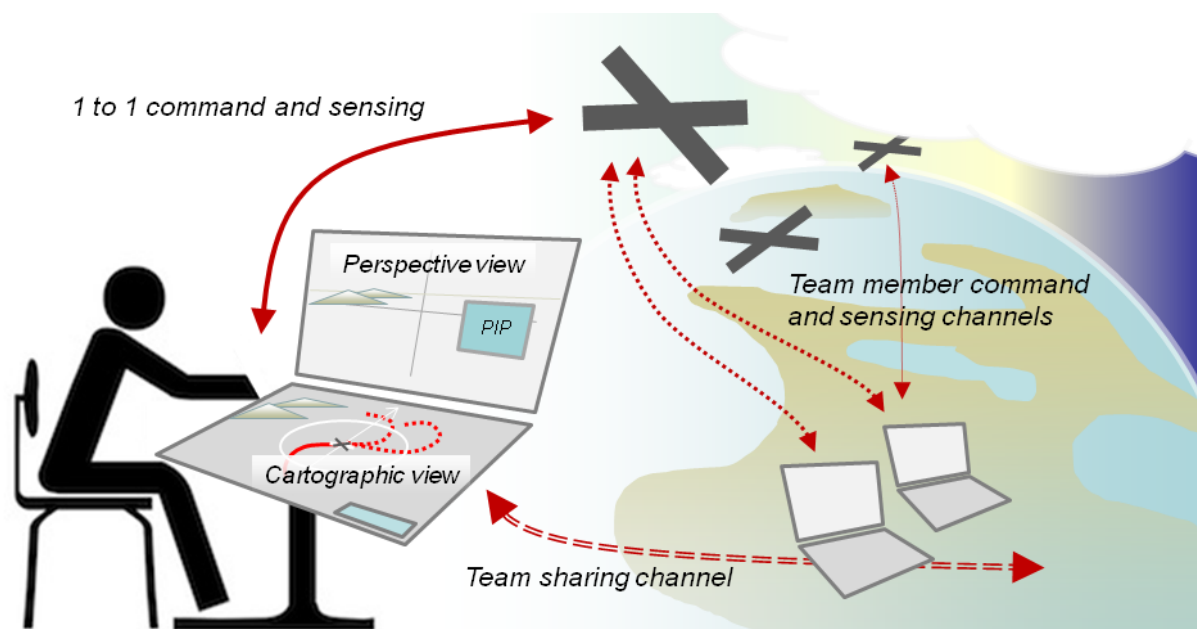 1 to 1 command and sensing
Perspective view
PIP
Team member command
and sensing channels
Cartographic view
Team sharing channel